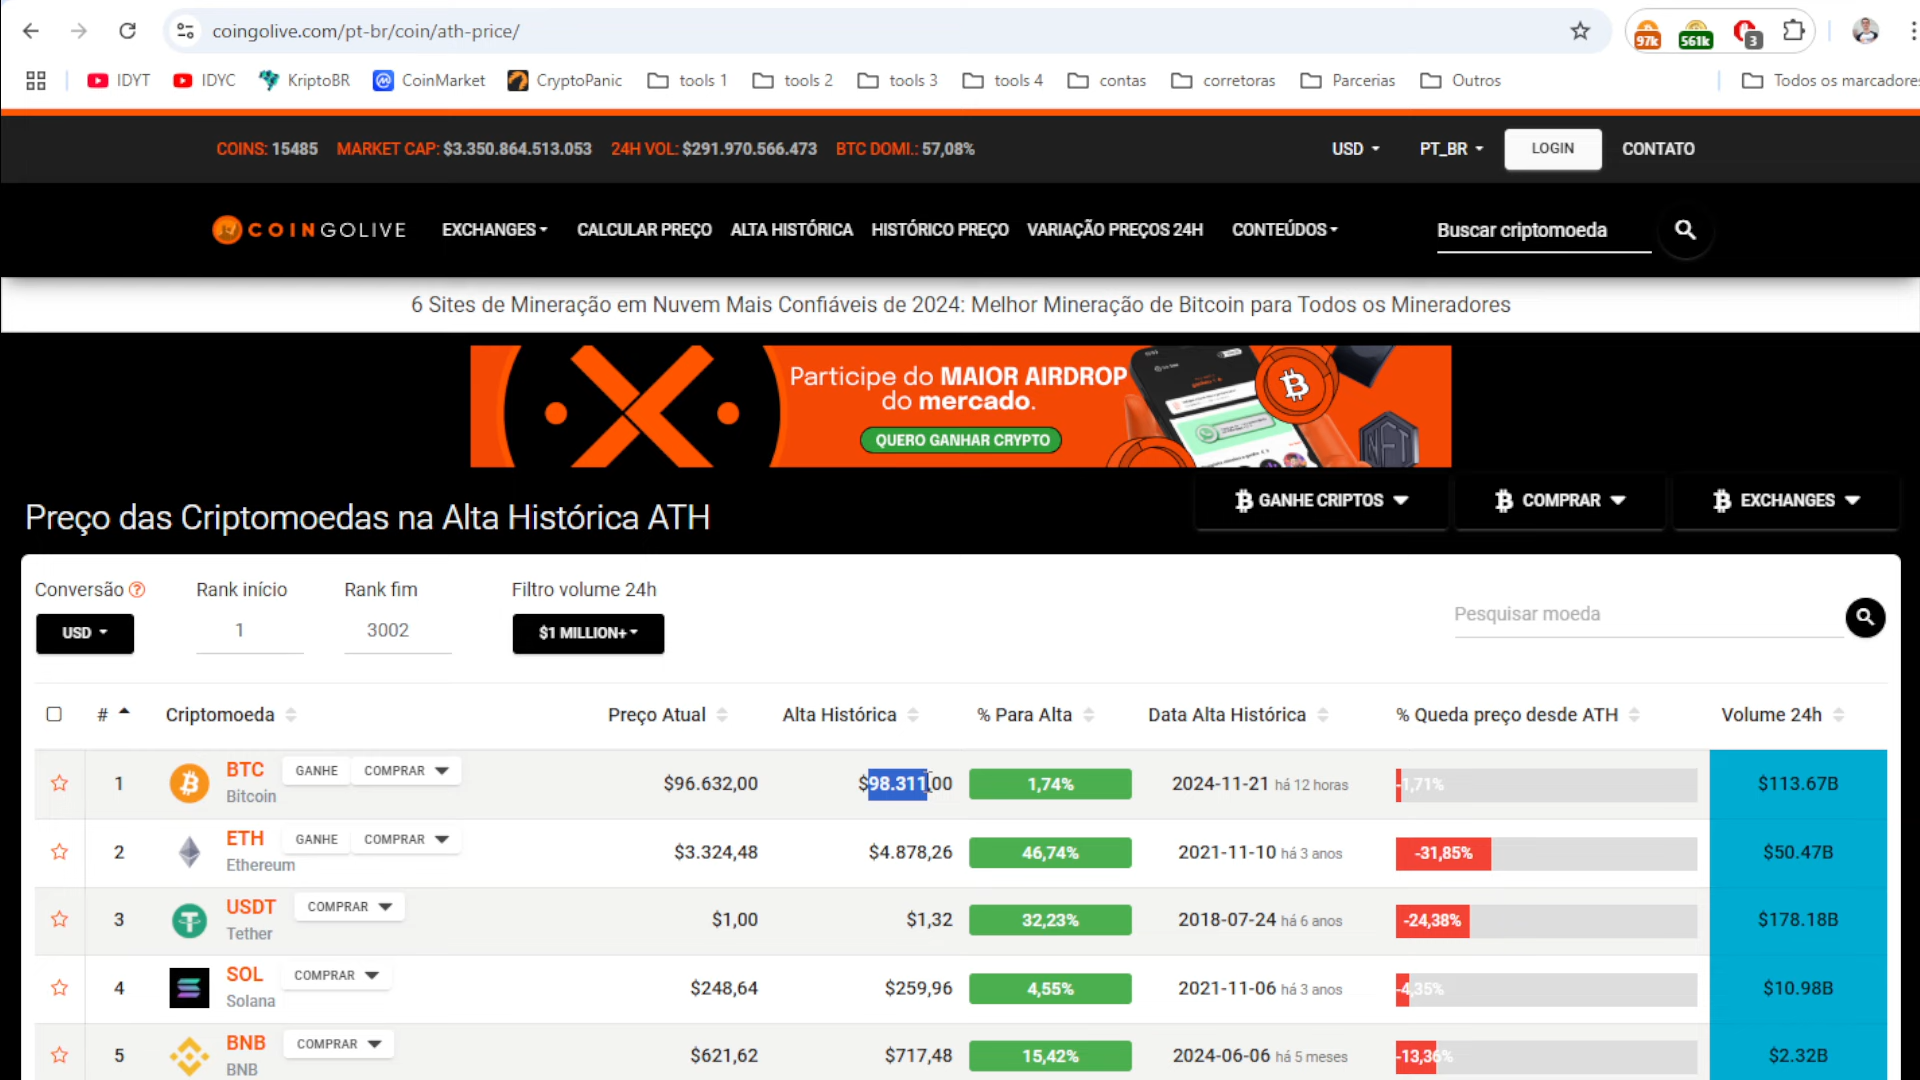 coingolive.com/pt-br/coin/ath-price/
97k
561k
3
IDYT
IDYC
KriptoBR
CoinMarket
CryptoPanic
tools 1
tools 2
tools 3
tools 4
contas
corretoras
Parcerias
Outros
Todos os marcadores
COINS: 15485 MARKET CAP: $3.350.864.513.053 24H VOL: $291.970.566.473 BTC DOMI.: 57,08%
USD
PT_BR
LOGIN
CONTATO
COINGOLIVE
EXCHANGES
CALCULAR PREÇO
ALTA HISTÓRICA
HISTÓRICO PREÇO
VARIAÇÃO PREÇOS 24H
CONTEÚDOS
Buscar criptomoeda
6 Sites de Mineração em Nuvem Mais Confiáveis de 2024: Melhor Mineração de Bitcoin para Todos os Mineradores
Participe do MAIOR AIRDROP
do mercado.
QUERO GANHAR CRYPTO
NFT
Preço das Criptomoedas na Alta Histórica ATH
GANHE CRIPTOS
COMPRAR
EXCHANGES
Conversão ?
Rank início
Rank fim
Filtro volume 24h
USD
1
3002
$1 MILLION+
Pesquisar moeda
# Criptomoeda Preço Atual Alta Histórica % Para Alta Data Alta Histórica % Queda preço desde ATH Volume 24h
1 BTC GANHE COMPRAR $96.632,00 $98.311,00 1,74% 2024-11-21 há 12 horas -1,71% $113.67B
Bitcoin
2 ETH GANHE COMPRAR $3.324,48 $4.878,26 46,74% 2021-11-10 há 3 anos -31,85% $50.47B
Ethereum
3 USDT COMPRAR $1,00 $1,32 32,23% 2018-07-24 há 6 anos -24,38% $178.18B
Tether
4 SOL COMPRAR $248,64 $259,96 4,55% 2021-11-06 há 3 anos -4,35% $10.98B
Solana
5 BNB COMPRAR $621,62 $717,48 15,42% 2024-06-06 há 5 meses -13,36% $2.32B
BNB